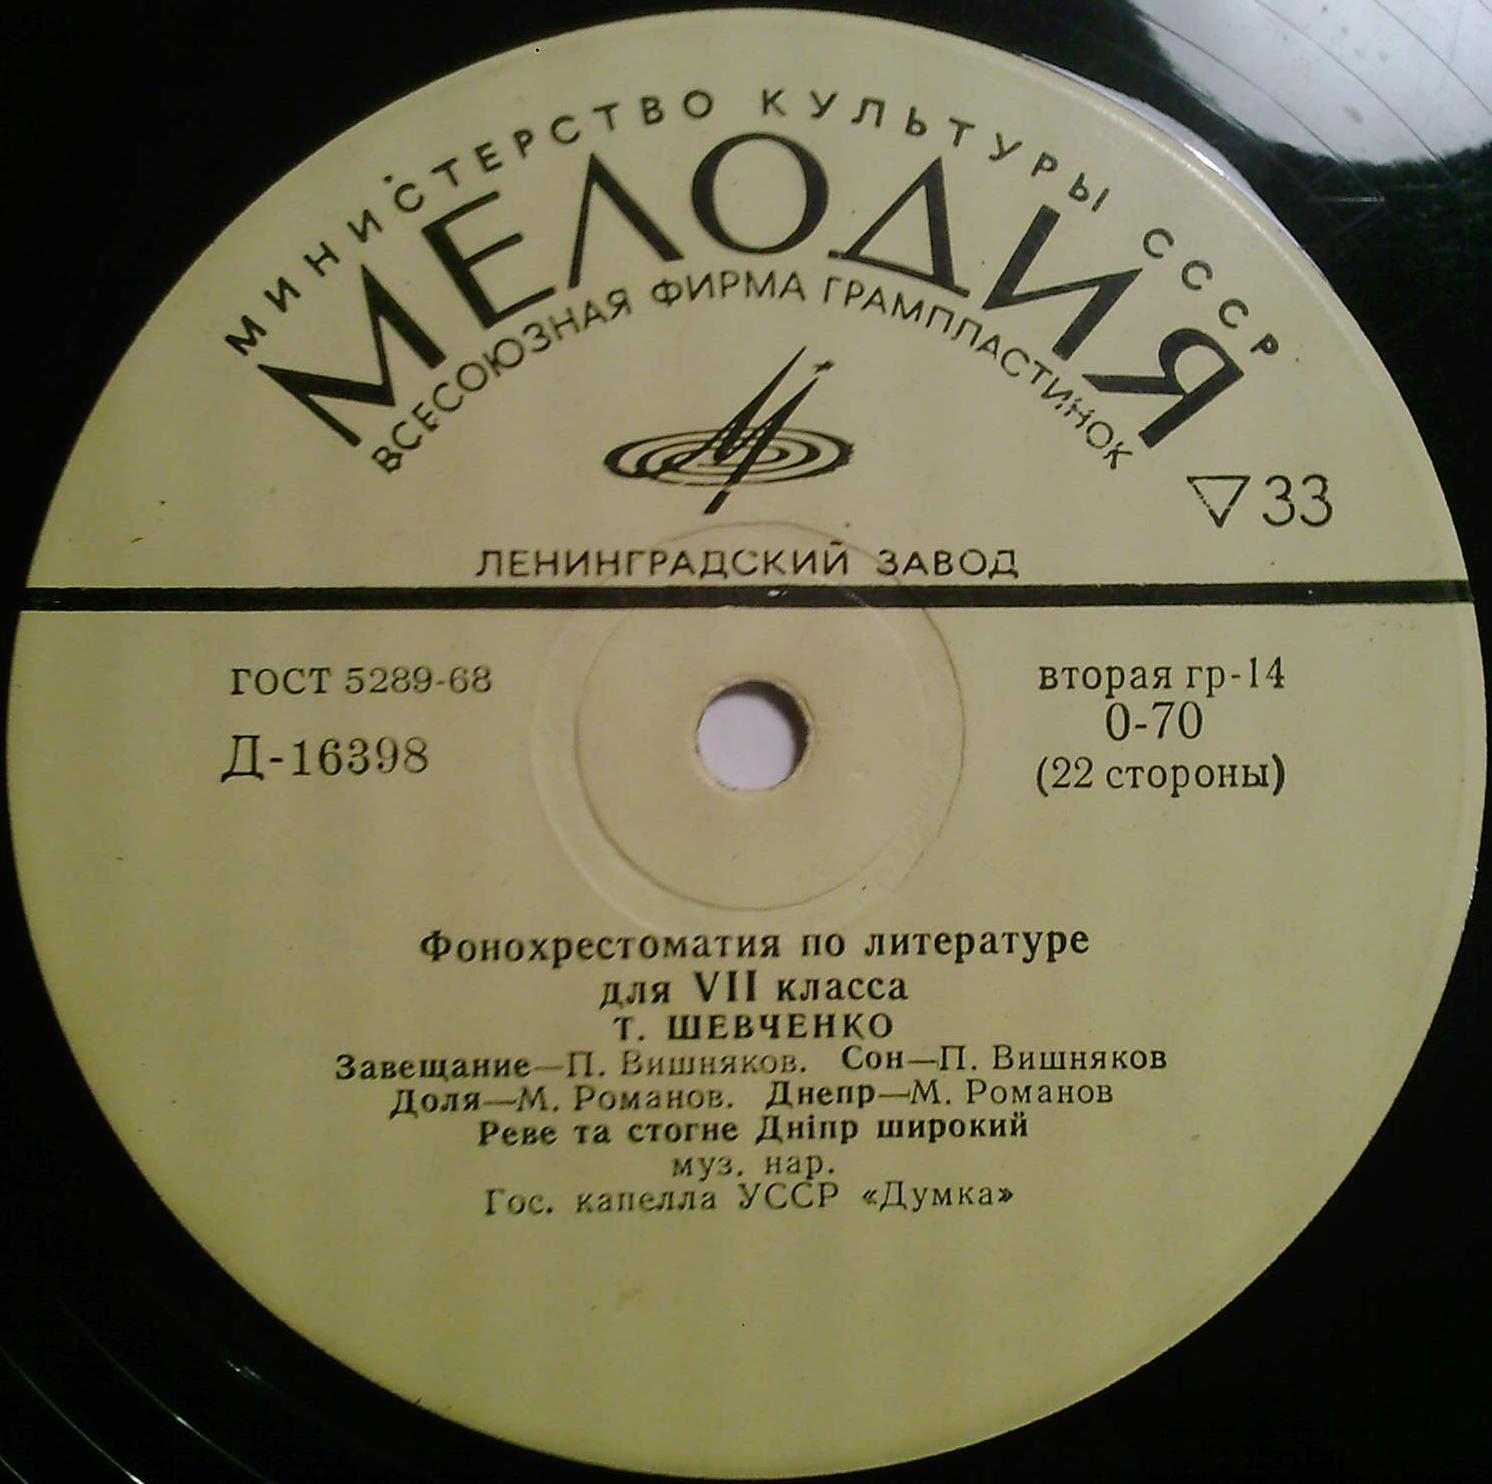 МИНИСТЕРСТВО КУЛЬТУРЫ СССР
МЕЛОДИЯ
ВСЕСОЮЗНАЯ ФИРМА ГРАМПЛАСТИНОК
▽33
ЛЕНИНГРАДСКИЙ ЗАВОД
ГОСТ 5289-68
Д-16398
вторая гр-14
0-70
(22 стороны)
Фонохрестоматия по литературе
для VII класса
Т. ШЕВЧЕНКО
Завещание—П. Вишняков. Сон—П. Вишняков
Доля—М. Романов. Днепр—М. Романов
Реве та стогне Дніпр широкий
муз. нар.
Гос. капелла УССР «Думка»